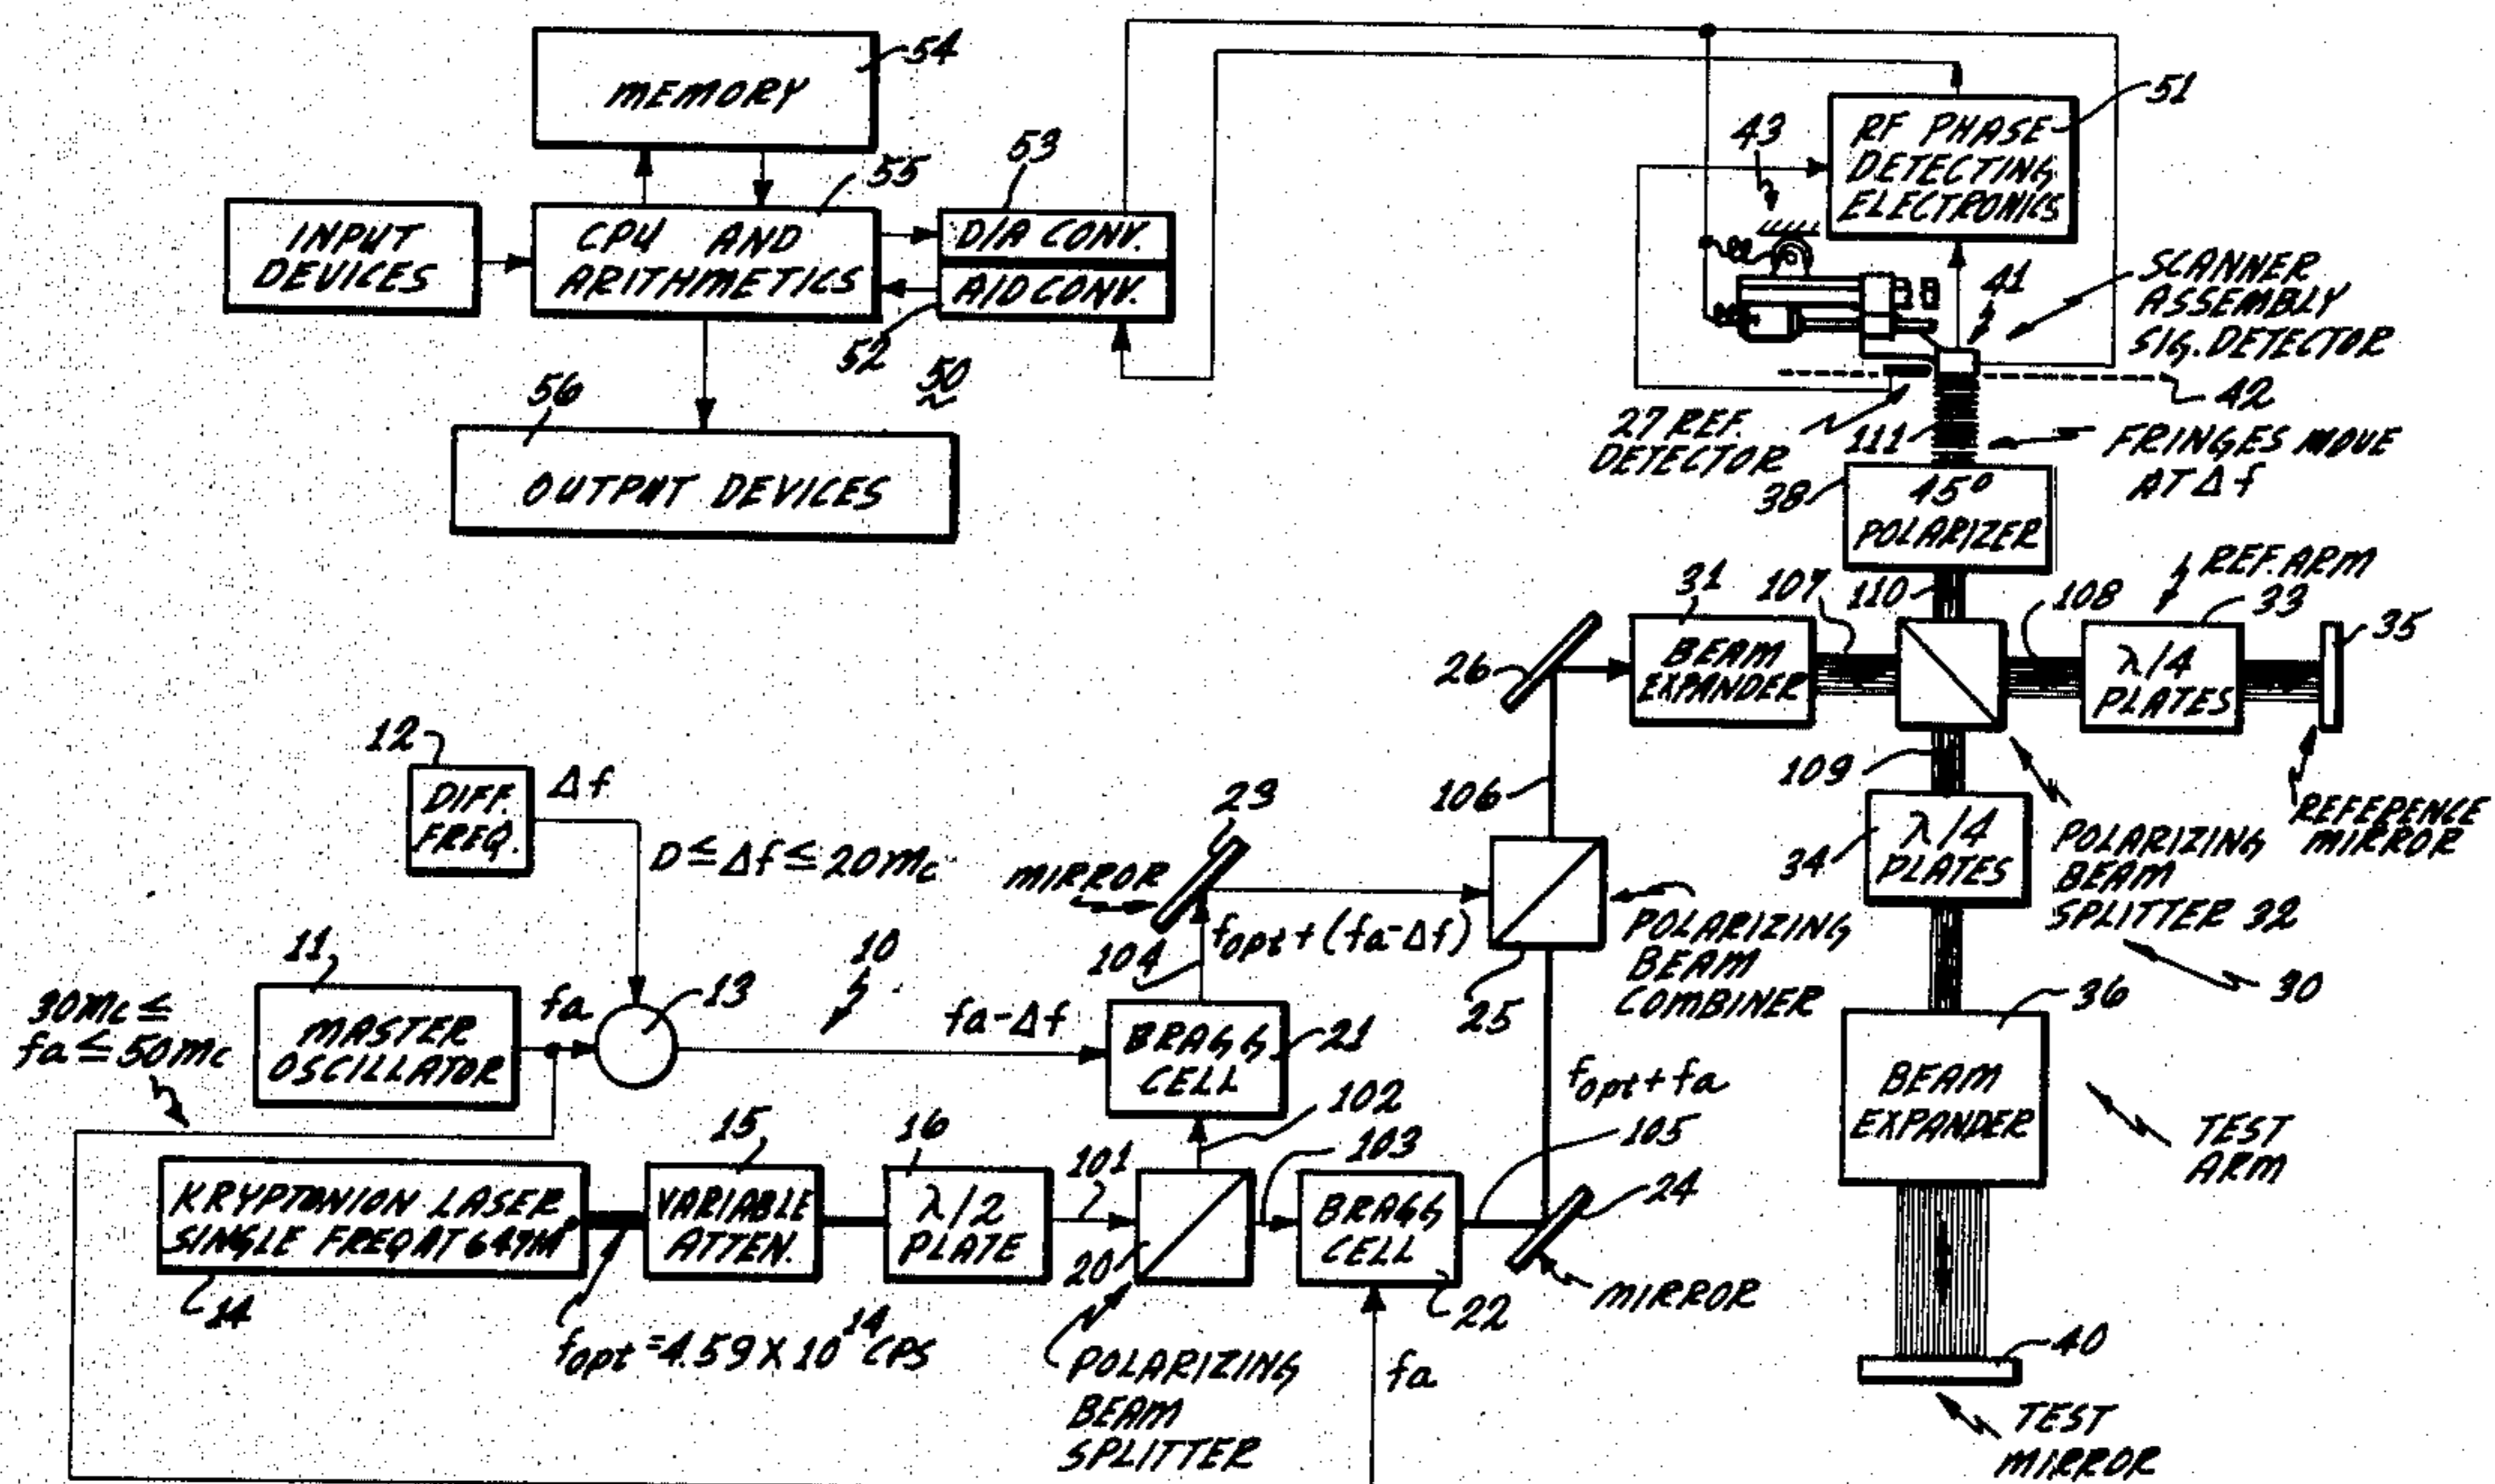 MEMORY
54
INPUT
DEVICES
CPU AND
ARITHMETICS
55
53
D/A CONV.
A/D CONV.
52
50
56
OUTPUT DEVICES
51
RF PHASE
DETECTING
ELECTRONICS
43
41
SCANNER
ASSEMBLY
SIG. DETECTOR
42
27 REF.
DETECTOR
111
FRINGES MOVE
AT Δf
38
45°
POLARIZER
REF. ARM
31
107
110
108
33
35
26
BEAM
EXPANDER
λ/4
PLATES
REFERENCE
MIRROR
106
109
34
λ/4
PLATES
POLARIZING
BEAM
SPLITTER 32
30
36
BEAM
EXPANDER
TEST
ARM
40
TEST
MIRROR
12
DIFF.
FREQ.
Δf
D ≤ Δf ≤ 20mc
23
MIRROR
104
fopt + (fa-Δf)
25
POLARIZING
BEAM
COMBINER
11
30mc ≤
fa ≤ 50mc
MASTER
OSCILLATOR
fa
13
10
fa-Δf
BRAGG
CELL
21
102
fopt + fa
105
14
KRYPTON ION LASER
SINGLE FREQ AT
15
VARIABLE
ATTEN.
16
λ/2
PLATE
101
20
103
BRAGG
CELL
22
24
MIRROR
fopt = 4.59 X 10^14 CPS
POLARIZING
BEAM
SPLITTER
fa